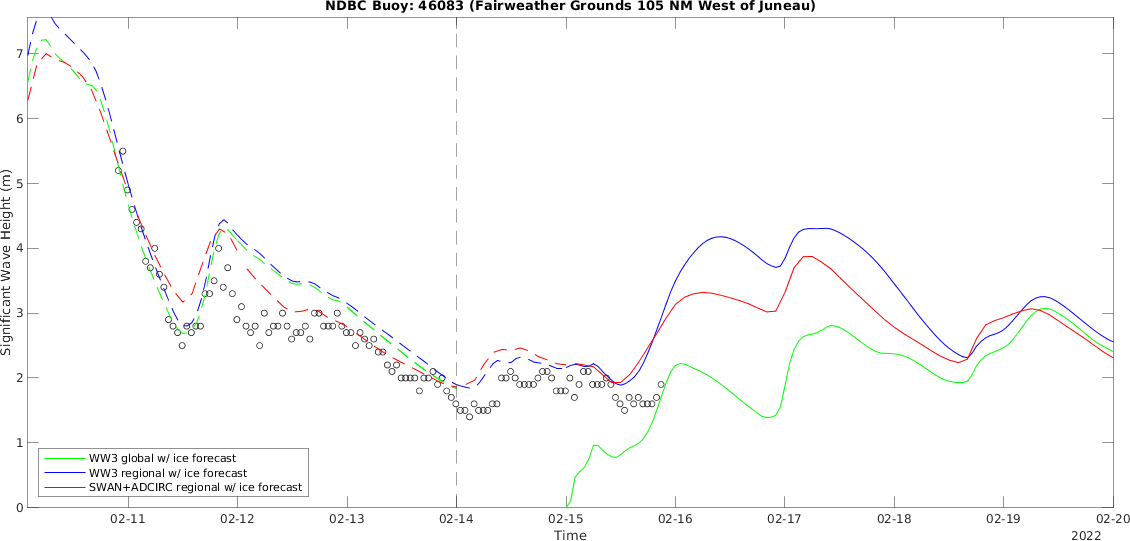 NDBC Buoy: 46083 (Fairweather Grounds 105 NM West of Juneau)
7
6
5
4
3
2
1
0
Significant Wave Height (m)
WW3 global w/ ice forecast
WW3 regional w/ ice forecast
SWAN+ADCIRC regional w/ ice forecast
02-11 02-12 02-13 02-14 02-15 02-16 02-17 02-18 02-19 02-20
Time
2022